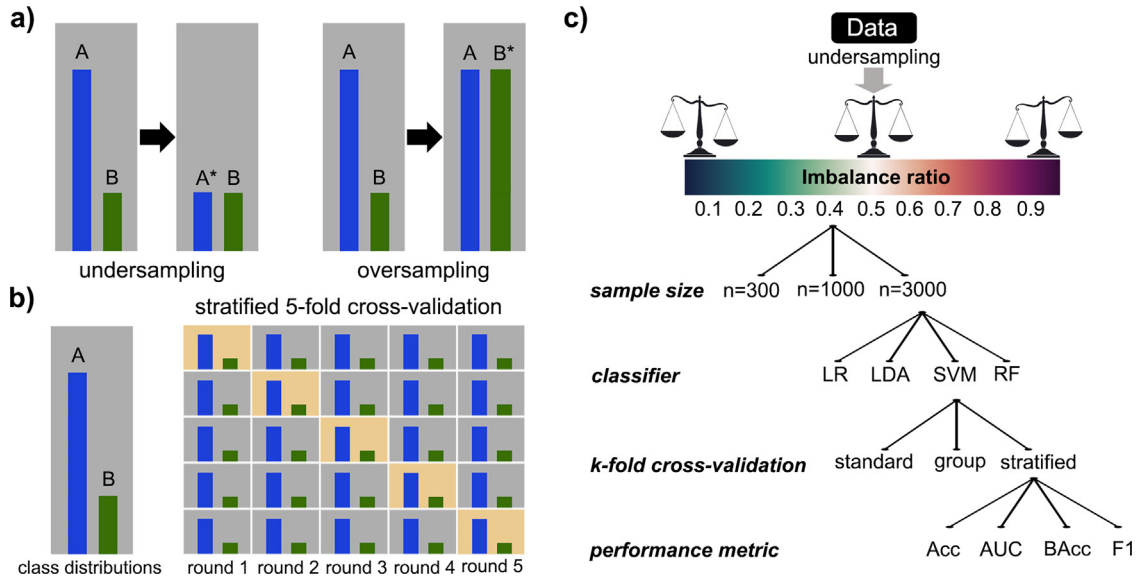 a)
A
B
A*
B
undersampling
A
B
A
B*
oversampling
b)
stratified 5-fold cross-validation
A
B
class distributions
round 1 round 2 round 3 round 4 round 5
c)
Data
undersampling
Imbalance ratio
0.1 0.2 0.3 0.4 0.5 0.6 0.7 0.8 0.9
sample size n=300 n=1000 n=3000
classifier LR LDA SVM RF
k-fold cross-validation standard group stratified
performance metric Acc AUC BAcc F1